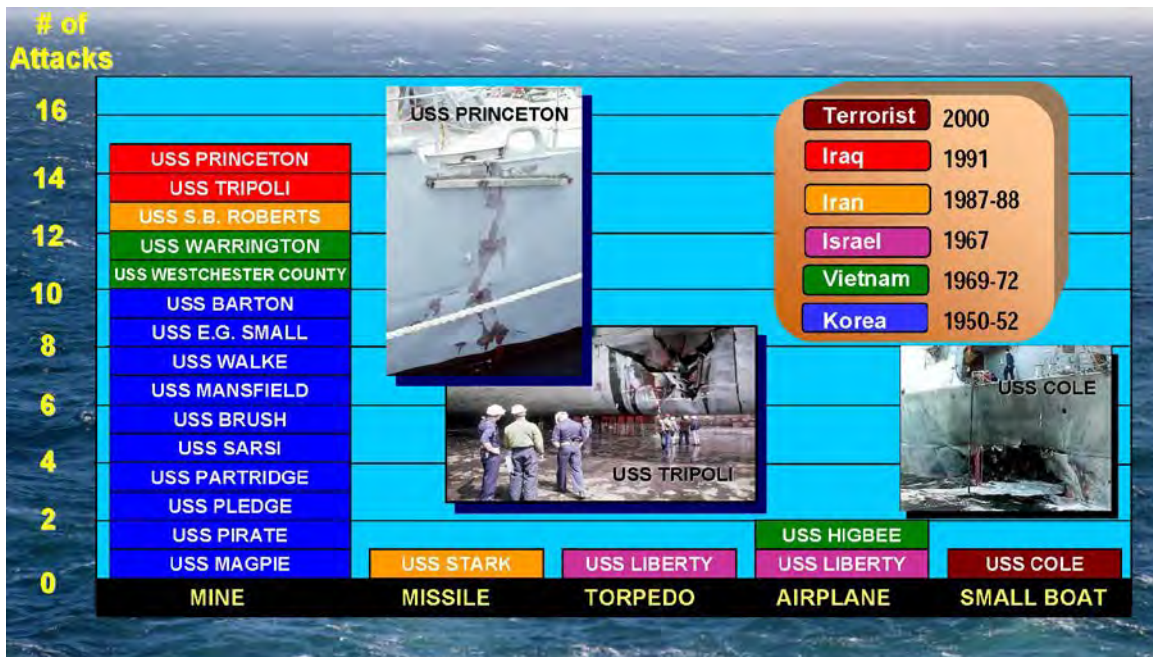 # of
Attacks
16
14
12
10
8
6
4
2
0
USS PRINCETON
USS TRIPOLI
USS S.B. ROBERTS
USS WARRINGTON
USS WESTCHESTER COUNTY
USS BARTON
USS E.G. SMALL
USS WALKE
USS MANSFIELD
USS BRUSH
USS SARSI
USS PARTRIDGE
USS PLEDGE
USS PIRATE
USS MAGPIE
USS PRINCETON
USS TRIPOLI
Terrorist 2000
Iraq 1991
Iran 1987-88
Israel 1967
Vietnam 1969-72
Korea 1950-52
USS COLE
USS STARK
USS LIBERTY
USS HIGBEE
USS LIBERTY
USS COLE
MINE MISSILE TORPEDO AIRPLANE SMALL BOAT